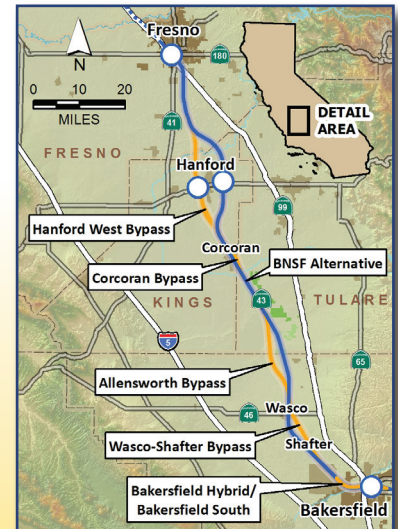 Fresno
180
N
0 10 20
MILES
41
DETAIL
AREA
FRESNO
Hanford
99
Hanford West Bypass
Corcoran
Corcoran Bypass
BNSF Alternative
KINGS
43
TULARE
5
65
Allensworth Bypass
Wasco
46
Wasco-Shafter Bypass
Shafter
Bakersfield Hybrid/
Bakersfield South
Bakersfield